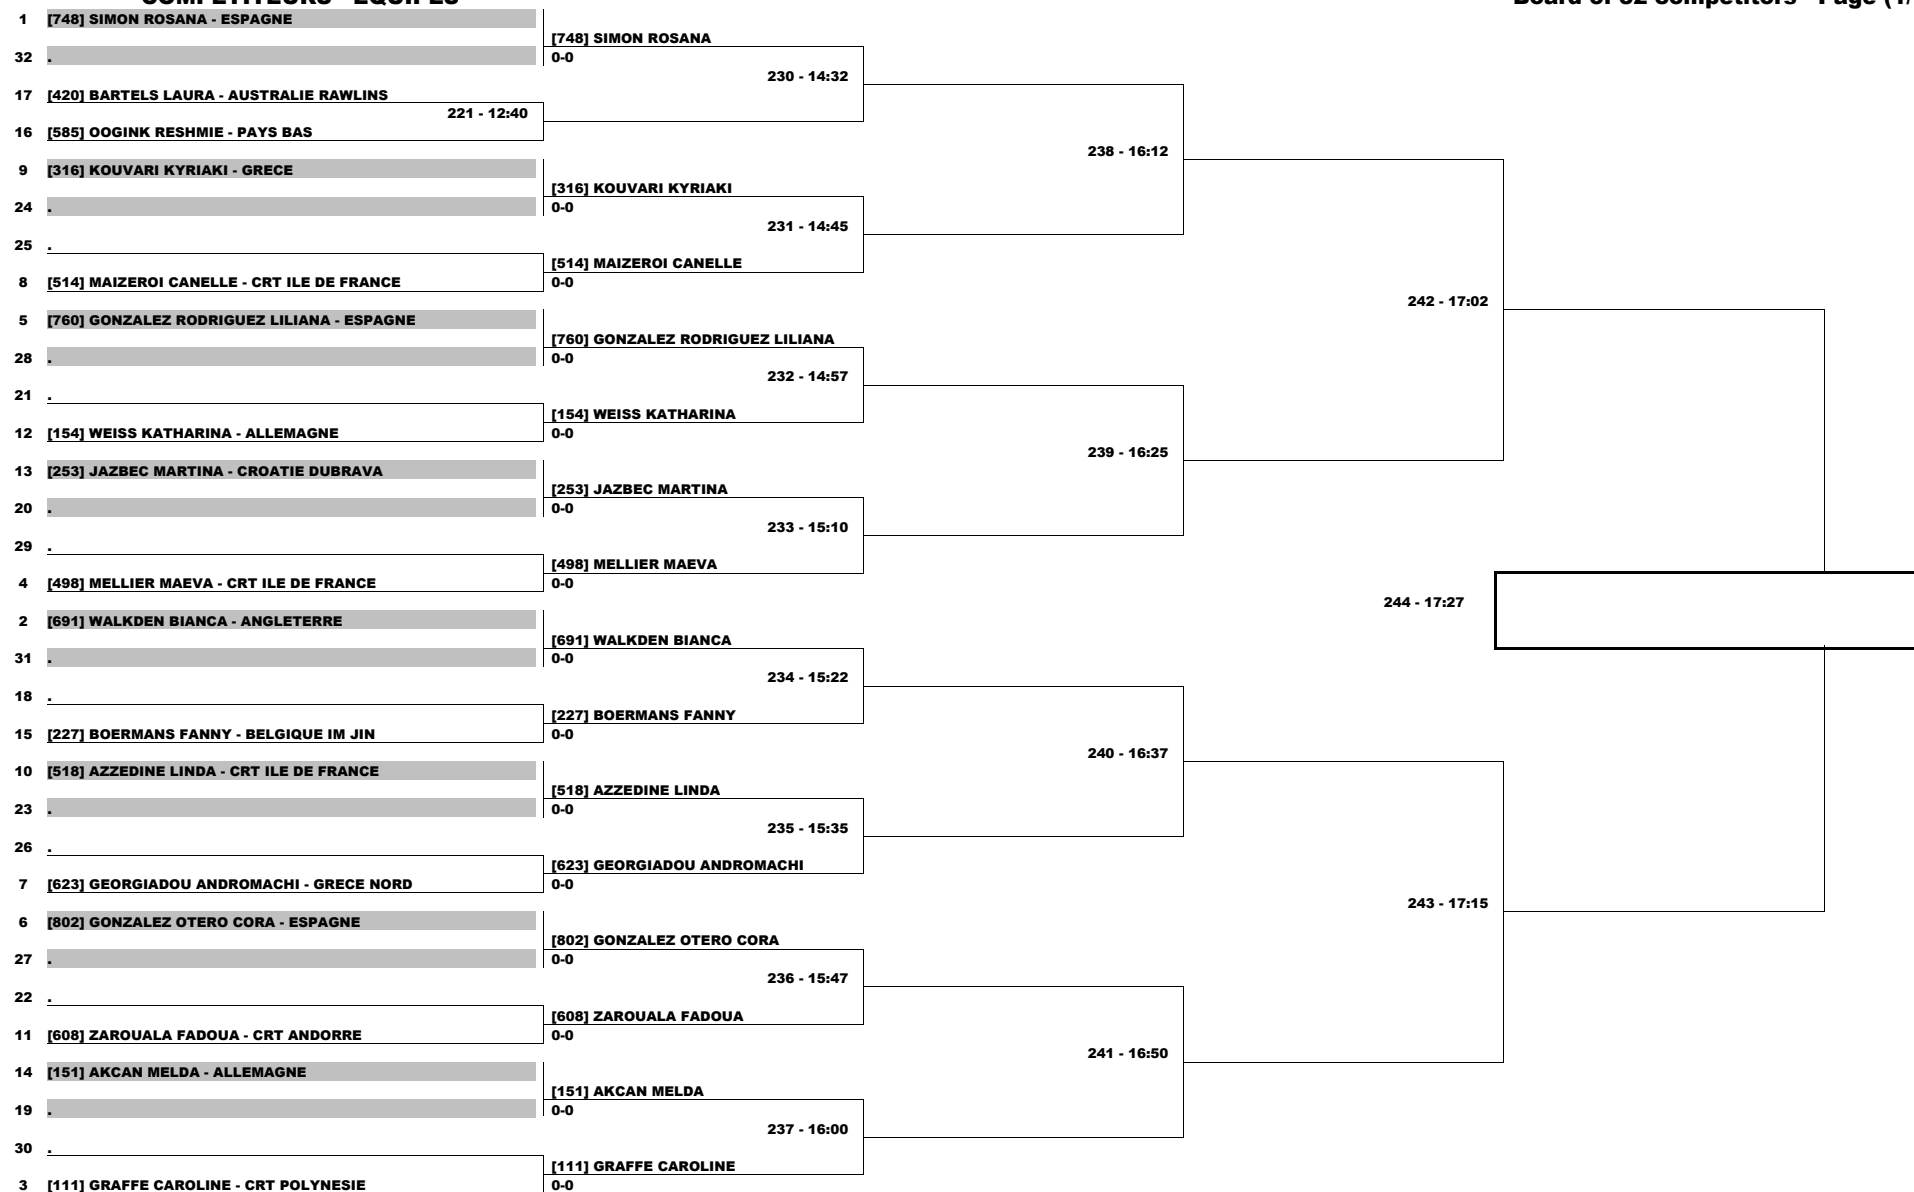 COMPETITEURS - EQUIPES
Board of 32 competitors - Page (1/
1 [748] SIMON ROSANA - ESPAGNE
[748] SIMON ROSANA
32 .
0-0
230 - 14:32
17 [420] BARTELS LAURA - AUSTRALIE RAWLINS
221 - 12:40
16 [585] OOGINK RESHMIE - PAYS BAS
238 - 16:12
9 [316] KOUVARI KYRIAKI - GRECE
[316] KOUVARI KYRIAKI
24 .
0-0
231 - 14:45
25 .
[514] MAIZEROI CANELLE
8 [514] MAIZEROI CANELLE - CRT ILE DE FRANCE
0-0
242 - 17:02
5 [760] GONZALEZ RODRIGUEZ LILIANA - ESPAGNE
[760] GONZALEZ RODRIGUEZ LILIANA
28 .
0-0
232 - 14:57
21 .
[154] WEISS KATHARINA
12 [154] WEISS KATHARINA - ALLEMAGNE
0-0
239 - 16:25
13 [253] JAZBEC MARTINA - CROATIE DUBRAVA
[253] JAZBEC MARTINA
20 .
0-0
233 - 15:10
29 .
[498] MELLIER MAEVA
4 [498] MELLIER MAEVA - CRT ILE DE FRANCE
0-0
244 - 17:27
2 [691] WALKDEN BIANCA - ANGLETERRE
[691] WALKDEN BIANCA
31 .
0-0
234 - 15:22
18 .
[227] BOERMANS FANNY
15 [227] BOERMANS FANNY - BELGIQUE IM JIN
0-0
240 - 16:37
10 [518] AZZEDINE LINDA - CRT ILE DE FRANCE
[518] AZZEDINE LINDA
23 .
0-0
235 - 15:35
26 .
[623] GEORGIADOU ANDROMACHI
7 [623] GEORGIADOU ANDROMACHI - GRECE NORD
0-0
243 - 17:15
6 [802] GONZALEZ OTERO CORA - ESPAGNE
[802] GONZALEZ OTERO CORA
27 .
0-0
236 - 15:47
22 .
[608] ZAROUALA FADOUA
11 [608] ZAROUALA FADOUA - CRT ANDORRE
0-0
241 - 16:50
14 [151] AKCAN MELDA - ALLEMAGNE
[151] AKCAN MELDA
19 .
0-0
237 - 16:00
30 .
[111] GRAFFE CAROLINE
3 [111] GRAFFE CAROLINE - CRT POLYNESIE
0-0